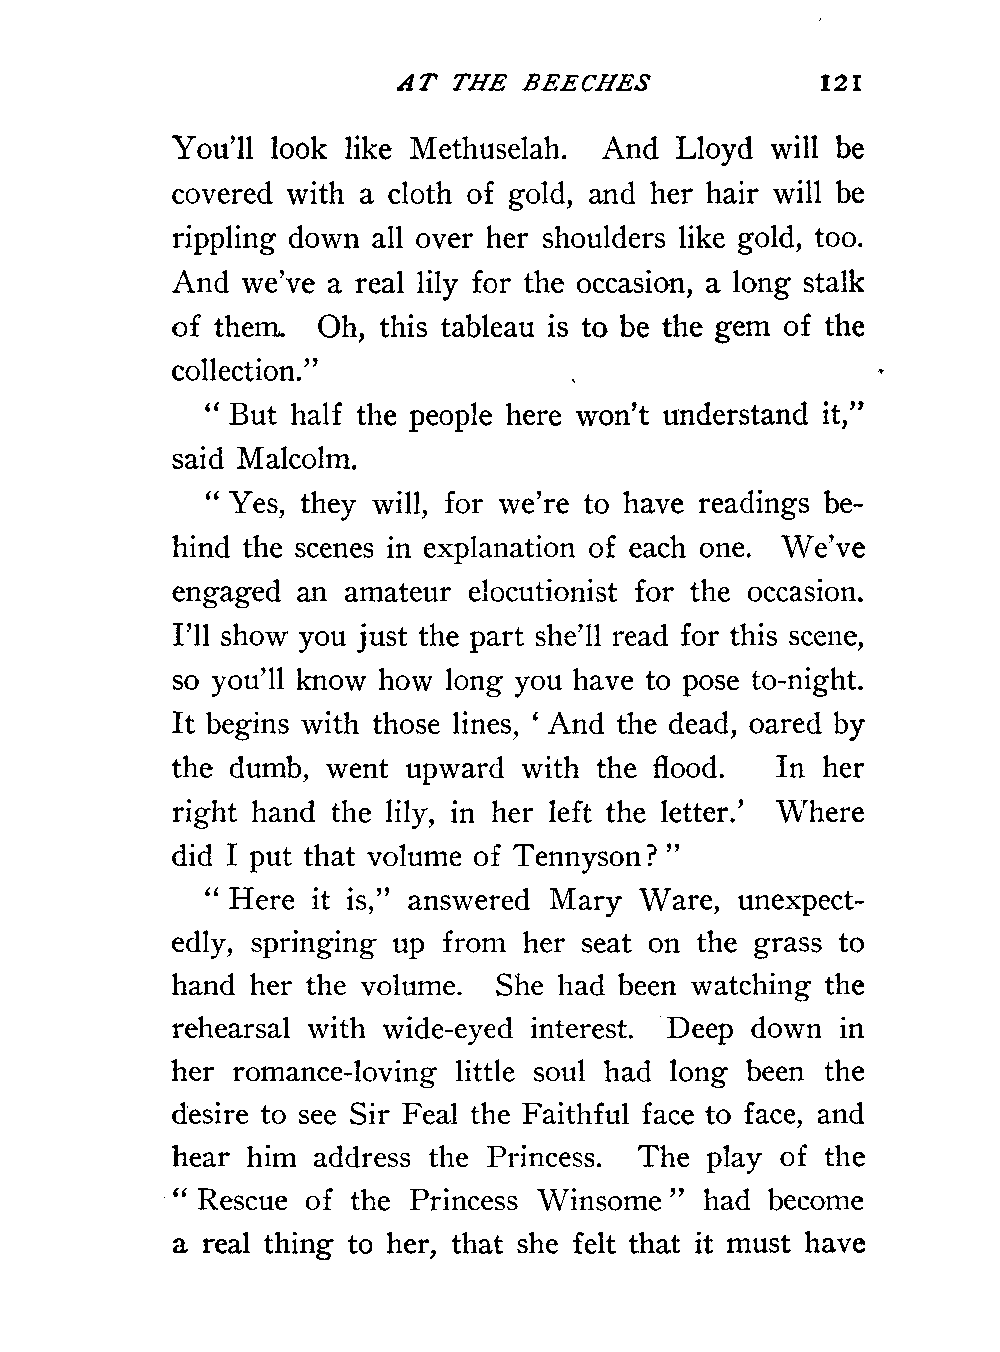 AT THE BEECHES 121
You'll look like Methuselah. And Lloyd will be
covered with a cloth of gold, and her hair will be
rippling down all over her shoulders like gold, too.
And we've a real lily for the occasion, a long stalk
of them. Oh, this tableau is to be the gem of the
collection."
" But half the people here won't understand it,"
said Malcolm.
" Yes, they will, for we're to have readings be-
hind the scenes in explanation of each one. We've
engaged an amateur elocutionist for the occasion.
I'll show you just the part she'll read for this scene,
so you'll know how long you have to pose to-night.
It begins with those lines, ' And the dead, oared by
the dumb, went upward with the flood. In her
right hand the lily, in her left the letter.' Where
did I put that volume of Tennyson? "
" Here it is," answered Mary Ware, unexpect-
edly, springing up from her seat on the grass to
hand her the volume. She had been watching the
rehearsal with wide-eyed interest. Deep down in
her romance-loving little soul had long been the
desire to see Sir Feal the Faithful face to face, and
hear him address the Princess. The play of the
" Rescue of the Princess Winsome " had become
a real thing to her, that she felt that it must have